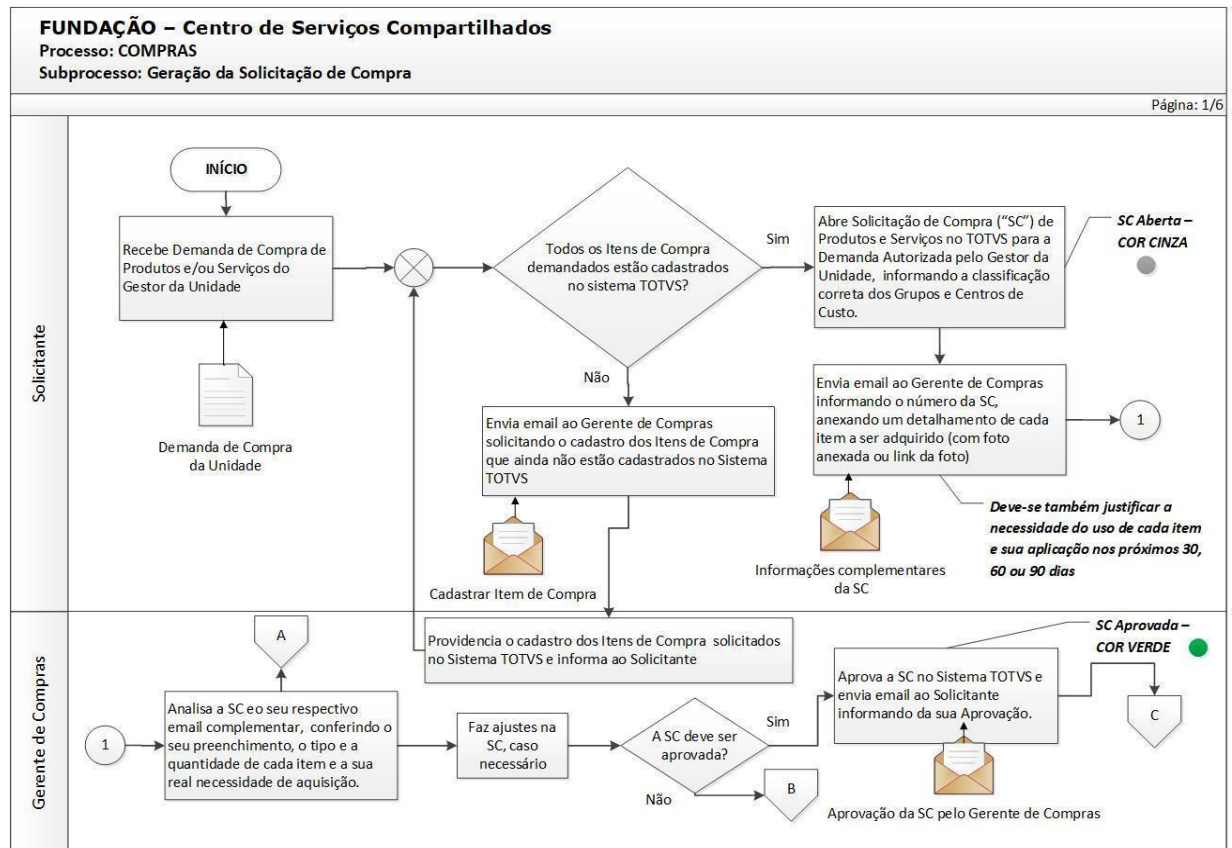 FUNDAÇÃO – Centro de Serviços Compartilhados
Processo: COMPRAS
Subprocesso: Geração da Solicitação de Compra
Página: 1/6
Solicitante
INÍCIO
Recebe Demanda de Compra de
Produtos e/ou Serviços do
Gestor da Unidade
Demanda de Compra
da Unidade
Todos os Itens de Compra
demandados estão cadastrados
no sistema TOTVS?
Sim
Não
Abre Solicitação de Compra (“SC”) de
Produtos e Serviços no TOTVS para a
Demanda Autorizada pelo Gestor da
Unidade, informando a classificação
correta dos Grupos e Centros de
Custo.
SC Aberta –
COR CINZA
Envia email ao Gerente de Compras
solicitando o cadastro dos Itens de Compra
que ainda não estão cadastrados no Sistema
TOTVS
Cadastrar Item de Compra
Envia email ao Gerente de Compras
informando o número da SC,
anexando um detalhamento de cada
item a ser adquirido (com foto
anexada ou link da foto)
1
Informações complementares
da SC
Deve-se também justificar a
necessidade do uso de cada item
e sua aplicação nos próximos 30,
60 ou 90 dias
Gerente de Compras
A
Providencia o cadastro dos Itens de Compra solicitados
no Sistema TOTVS e informa ao Solicitante
1
Analisa a SC eo seu respectivo
email complementar, conferindo o
seu preenchimento, o tipo e a
quantidade de cada item e a sua
real necessidade de aquisição.
Faz ajustes na
SC, caso
necessário
A SC deve ser
aprovada?
Sim
Não
B
Aprova a SC no Sistema TOTVS e
envia email ao Solicitante
informando da sua Aprovação.
Aprovação da SC pelo Gerente de Compras
SC Aprovada –
COR VERDE
C